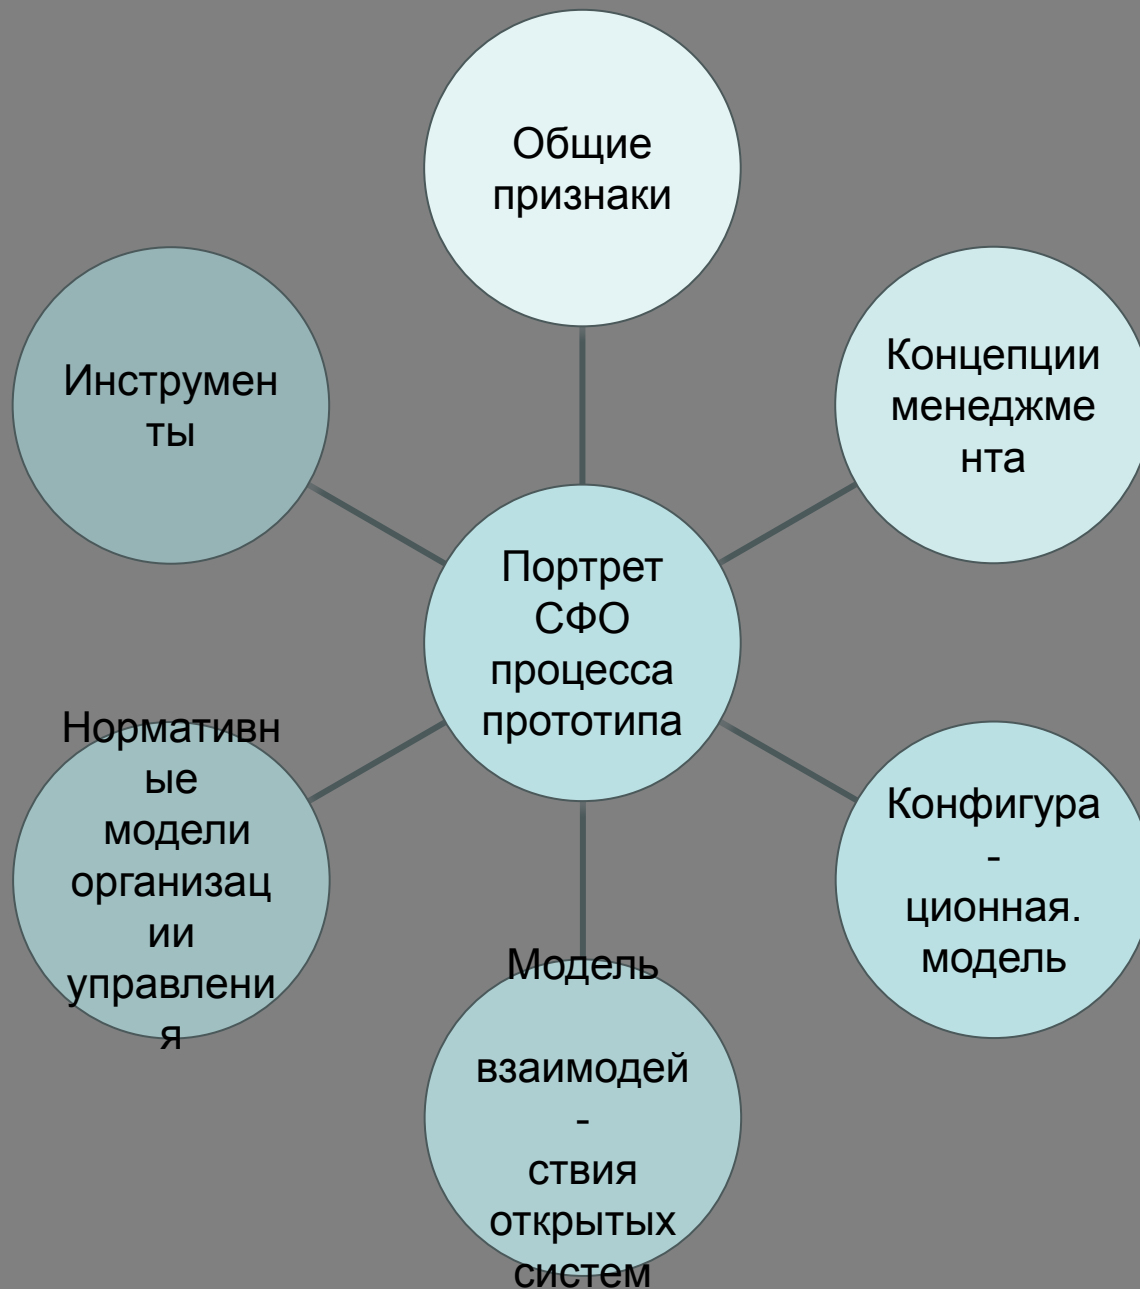 Общие
признаки
Концепции
менеджме
нта
Конфигура
-
ционная.
модель
Модель
взаимодей
-
ствия
открытых
систем
Нормативн
ые
модели
организац
ии
управлени
я
Инструмен
ты
Портрет
СФО
процесса
прототипа